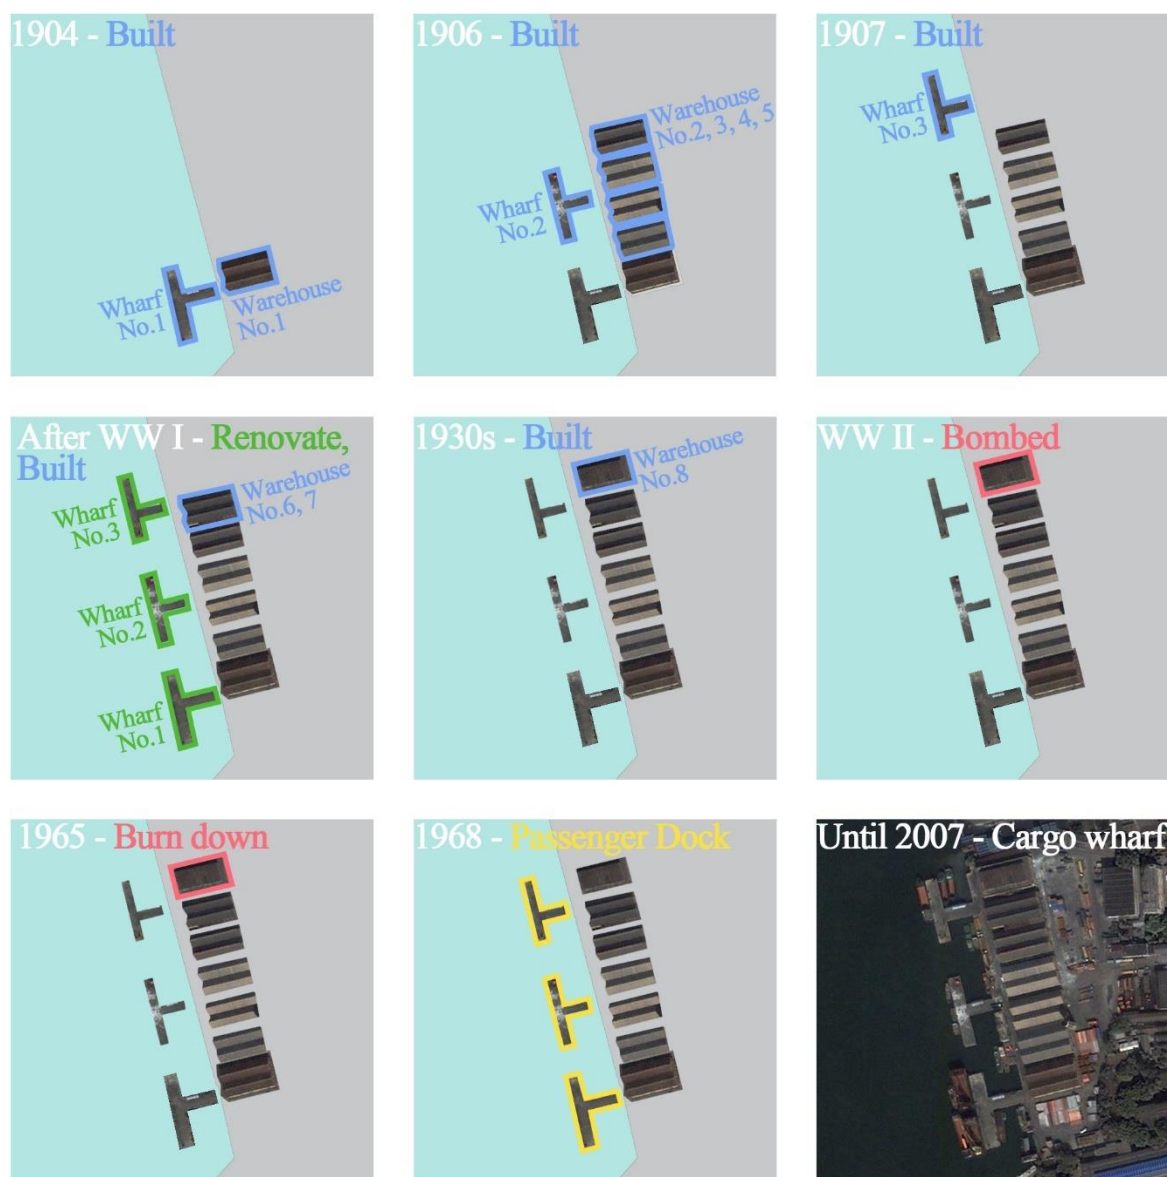 1904 - Built
Wharf
No.1
Warehouse
No.1
1906 - Built
Warehouse
No.2, 3, 4, 5
Wharf
No.2
1907 - Built
Wharf
No.3
After WW I - Renovate,
Built
Warehouse
No.6, 7
Wharf
No.3
Wharf
No.2
Wharf
No.1
1930s - Built
Warehouse
No.8
WW II - Bombed
1965 - Burn down
1968 - Passenger Dock
Until 2007 - Cargo wharf